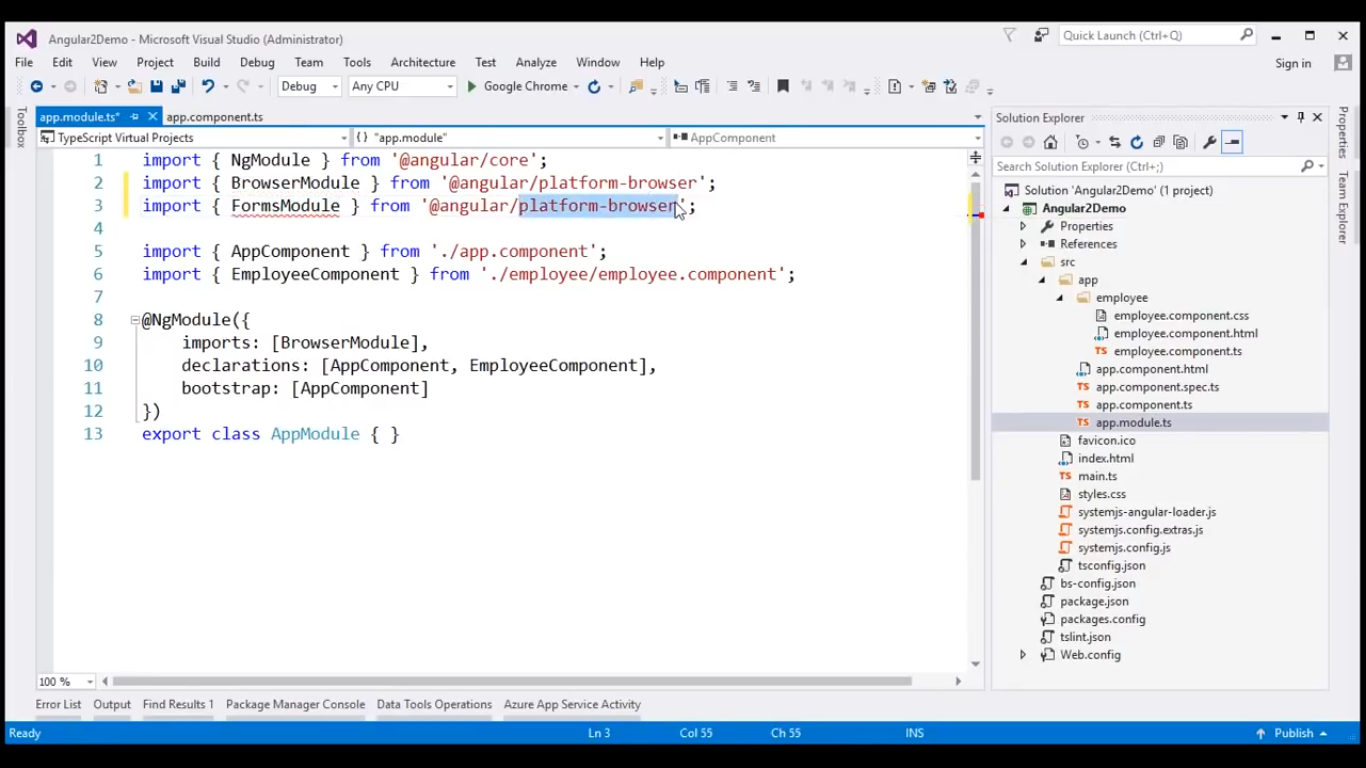 Angular2Demo - Microsoft Visual Studio (Administrator)
Quick Launch (Ctrl+Q)
File Edit View Project Build Debug Team Tools Architecture Test Analyze Window Help
Sign in
Debug Any CPU Google Chrome
Toolbox
app.module.ts* app.component.ts
TypeScript Virtual Projects {} "app.module" AppComponent
1 import { NgModule } from '@angular/core';
2 import { BrowserModule } from '@angular/platform-browser';
3 import { FormsModule } from '@angular/platform-browser';
4
5 import { AppComponent } from './app.component';
6 import { EmployeeComponent } from './employee/employee.component';
7
8 @NgModule({
9 imports: [BrowserModule],
10 declarations: [AppComponent, EmployeeComponent],
11 bootstrap: [AppComponent]
12 })
13 export class AppModule { }
100 %
Solution Explorer
Search Solution Explorer (Ctrl+;)
Solution 'Angular2Demo' (1 project)
Angular2Demo
Properties
References
src
app
employee
employee.component.css
employee.component.html
TS employee.component.ts
app.component.html
TS app.component.spec.ts
TS app.component.ts
TS app.module.ts
favicon.ico
index.html
TS main.ts
styles.css
systemjs-angular-loader.js
systemjs.config.extras.js
systemjs.config.js
tsconfig.json
bs-config.json
package.json
packages.config
tslint.json
Web.config
Properties
Team Explorer
Error List Output Find Results 1 Package Manager Console Data Tools Operations Azure App Service Activity
Ready Ln 3 Col 55 Ch 55 INS Publish